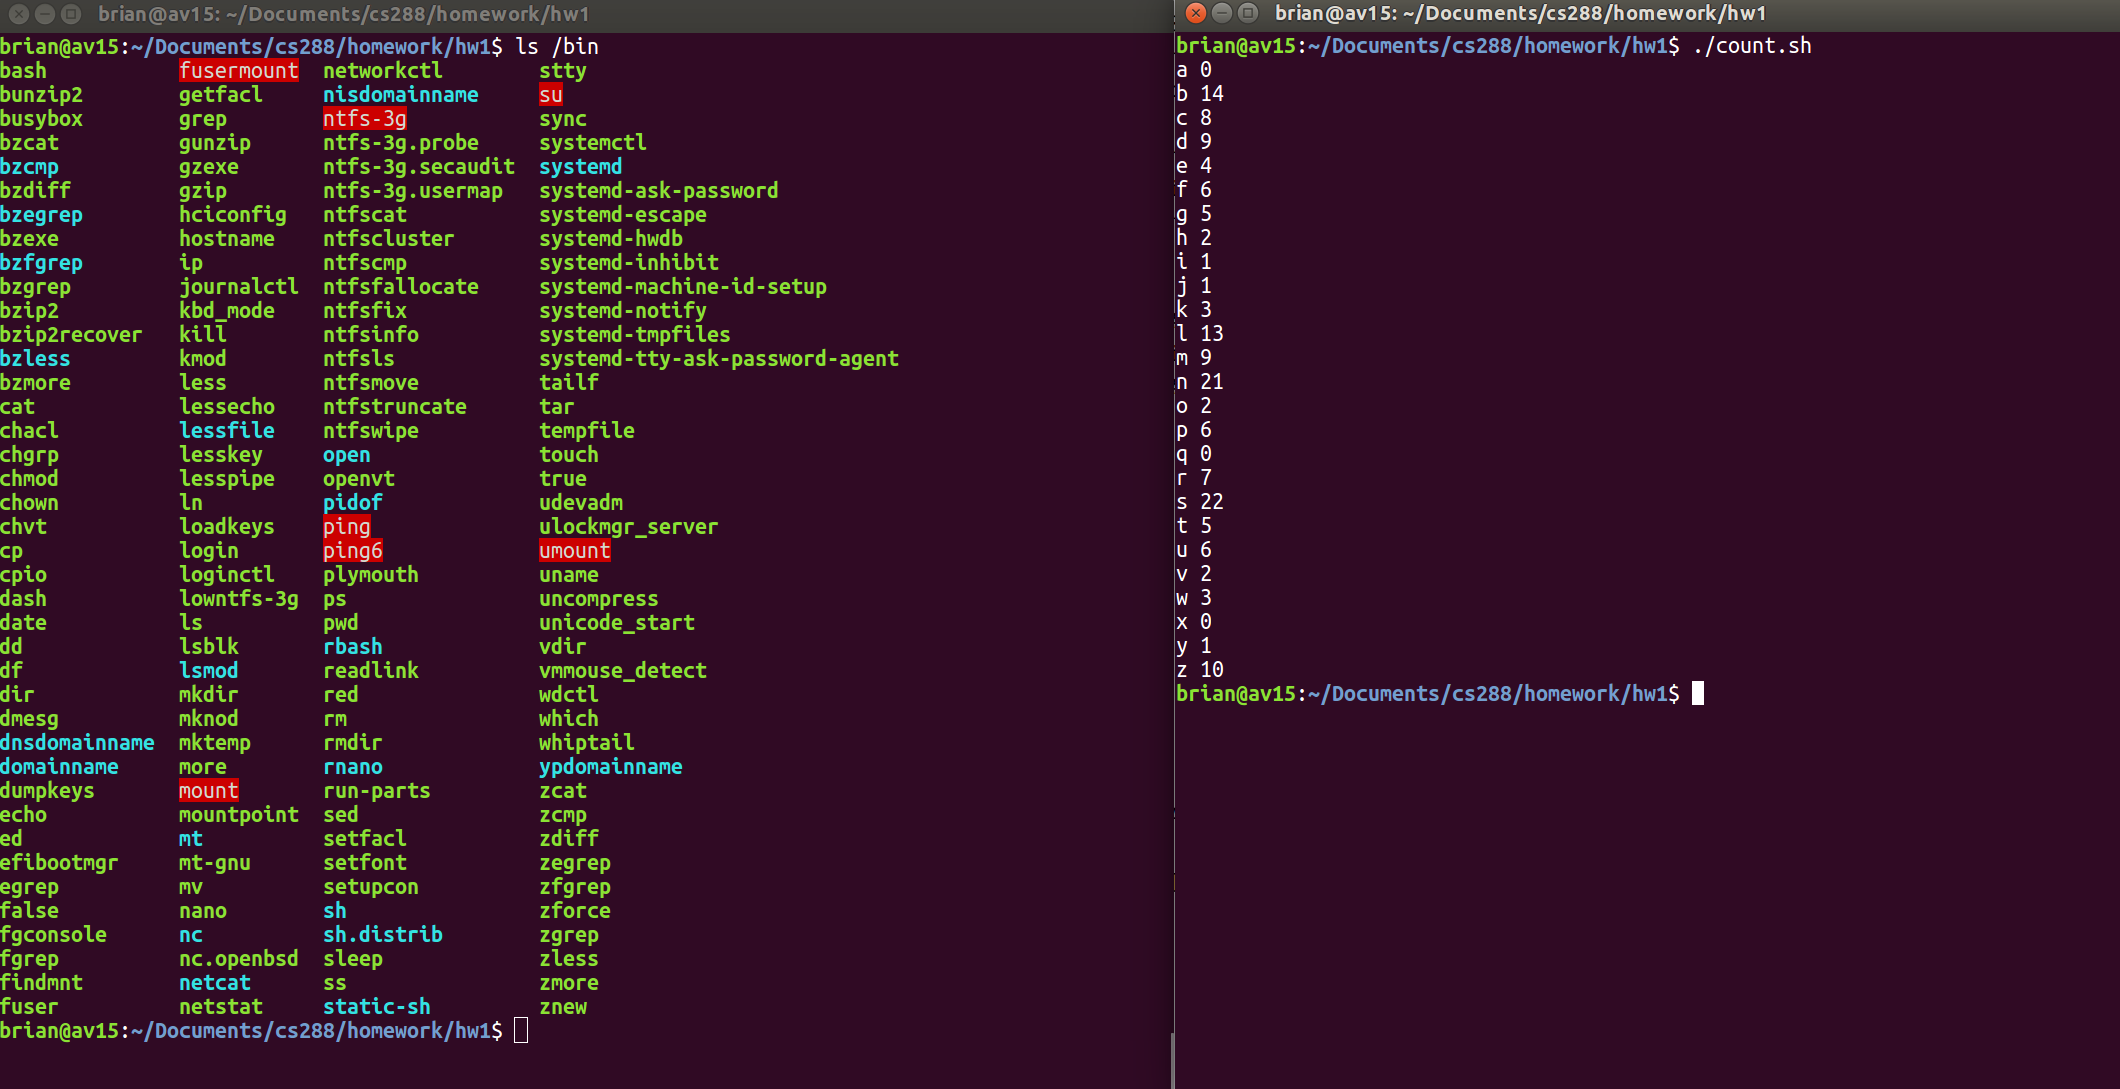 brian@av15: ~/Documents/cs288/homework/hw1
brian@av15:~/Documents/cs288/homework/hw1$ ls /bin
bash fusermount networkctl stty
bunzip2 getfacl nisdomainname su
busybox grep ntfs-3g sync
bzcat gunzip ntfs-3g.probe systemctl
bzcmp gzexe ntfs-3g.secaudit systemd
bzdiff gzip ntfs-3g.usermap systemd-ask-password
bzegrep hciconfig ntfscat systemd-escape
bzexe hostname ntfscluster systemd-hwdb
bzfgrep ip ntfscmp systemd-inhibit
bzgrep journalctl ntfsfallocate systemd-machine-id-setup
bzip2 kbd_mode ntfsfix systemd-notify
bzip2recover kill ntfsinfo systemd-tmpfiles
bzless kmod ntfsls systemd-tty-ask-password-agent
bzmore less ntfsmove tailf
cat lessecho ntfstruncate tar
chacl lessfile ntfswipe tempfile
chgrp lesskey open touch
chmod lesspipe openvt true
chown ln pidof udevadm
chvt loadkeys ping ulockmgr_server
cp login ping6 umount
cpio loginctl plymouth uname
dash lowntfs-3g ps uncompress
date ls pwd unicode_start
dd lsblk rbash vdir
df lsmod readlink vmmouse_detect
dir mkdir red wdctl
dmesg mknod rm which
dnsdomainname mktemp rmdir whiptail
domainname more rnano ypdomainname
dumpkeys mount run-parts zcat
echo mountpoint sed zcmp
ed mt setfacl zdiff
efibootmgr mt-gnu setfont zegrep
egrep mv setupcon zfgrep
false nano sh zforce
fgconsole nc sh.distrib zgrep
fgrep nc.openbsd sleep zless
findmnt netcat ss zmore
fuser netstat static-sh znew
brian@av15:~/Documents/cs288/homework/hw1$
brian@av15: ~/Documents/cs288/homework/hw1
brian@av15:~/Documents/cs288/homework/hw1$ ./count.sh
a 0
b 14
c 8
d 9
e 4
f 6
g 5
h 2
i 1
j 1
k 3
l 13
m 9
n 21
o 2
p 6
q 0
r 7
s 22
t 5
u 6
v 2
w 3
x 0
y 1
z 10
brian@av15:~/Documents/cs288/homework/hw1$